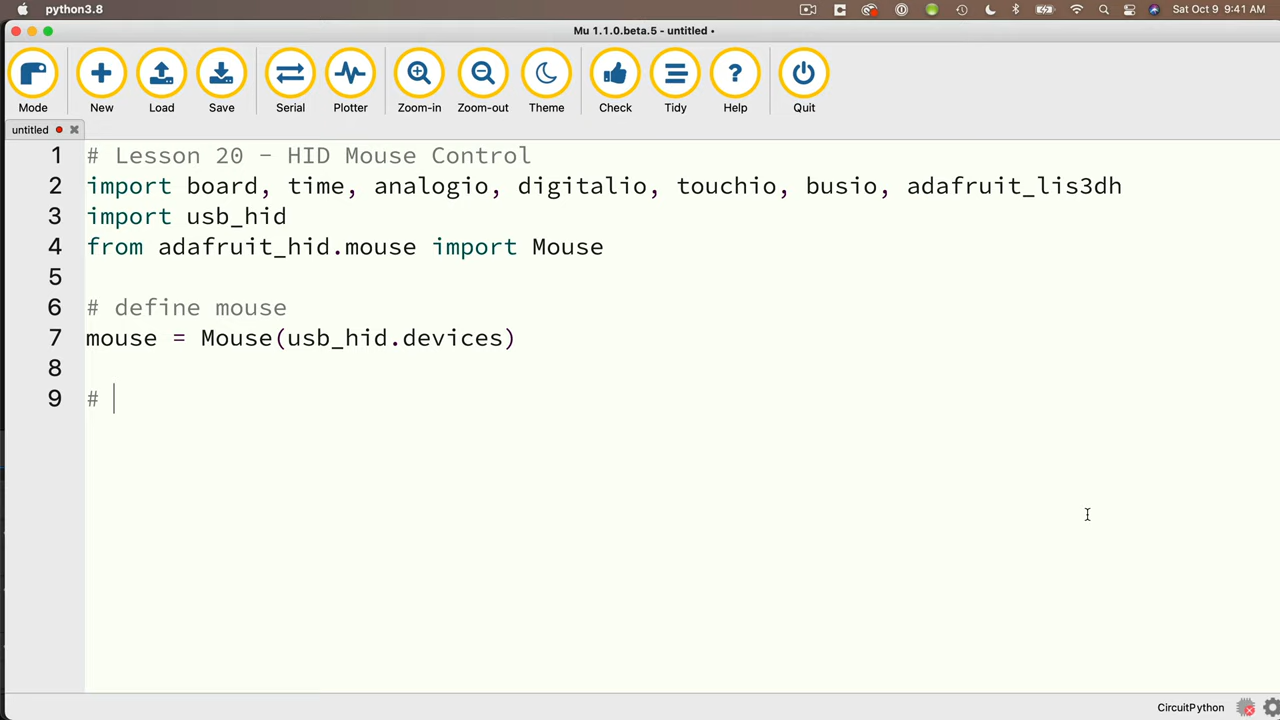 python3.8
Sat Oct 9 9:41 AM
Mu 1.1.0.beta.5 - untitled •
Mode New Load Save Serial Plotter Zoom-in Zoom-out Theme Check Tidy Help Quit
untitled
1 # Lesson 20 - HID Mouse Control
2 import board, time, analogio, digitalio, touchio, busio, adafruit_lis3dh
3 import usb_hid
4 from adafruit_hid.mouse import Mouse
5
6 # define mouse
7 mouse = Mouse(usb_hid.devices)
8
9 #
CircuitPython